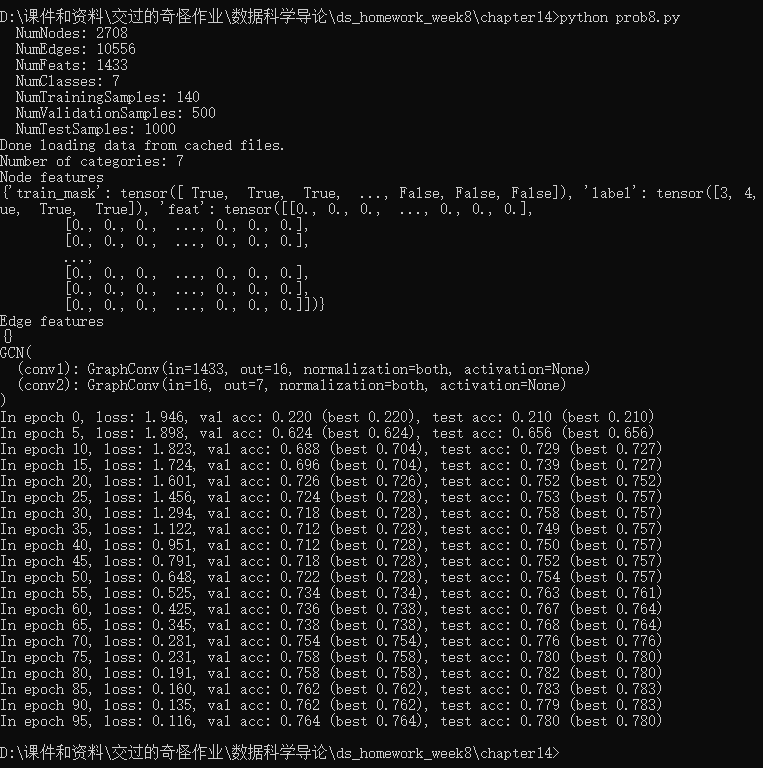 D:\课件和资料\交过的奇怪作业\数据科学导论\ds_homework_week8\chapter14>python prob8.py
  NumNodes: 2708
  NumEdges: 10556
  NumFeats: 1433
  NumClasses: 7
  NumTrainingSamples: 140
  NumValidationSamples: 500
  NumTestSamples: 1000
Done loading data from cached files.
Number of categories: 7
Node features
{'train_mask': tensor([ True,  True,  True,  ..., False, False, False]), 'label': tensor([3, 4,
ue,  True,  True]), 'feat': tensor([[0., 0., 0.,  ..., 0., 0., 0.],
        [0., 0., 0.,  ..., 0., 0., 0.],
        [0., 0., 0.,  ..., 0., 0., 0.],
        ...,
        [0., 0., 0.,  ..., 0., 0., 0.],
        [0., 0., 0.,  ..., 0., 0., 0.],
        [0., 0., 0.,  ..., 0., 0., 0.]])}
Edge features
{}
GCN(
  (conv1): GraphConv(in=1433, out=16, normalization=both, activation=None)
  (conv2): GraphConv(in=16, out=7, normalization=both, activation=None)
)
In epoch 0, loss: 1.946, val acc: 0.220 (best 0.220), test acc: 0.210 (best 0.210)
In epoch 5, loss: 1.898, val acc: 0.624 (best 0.624), test acc: 0.656 (best 0.656)
In epoch 10, loss: 1.823, val acc: 0.688 (best 0.704), test acc: 0.729 (best 0.727)
In epoch 15, loss: 1.724, val acc: 0.696 (best 0.704), test acc: 0.739 (best 0.727)
In epoch 20, loss: 1.601, val acc: 0.726 (best 0.726), test acc: 0.752 (best 0.752)
In epoch 25, loss: 1.456, val acc: 0.724 (best 0.728), test acc: 0.753 (best 0.757)
In epoch 30, loss: 1.294, val acc: 0.718 (best 0.728), test acc: 0.758 (best 0.757)
In epoch 35, loss: 1.122, val acc: 0.712 (best 0.728), test acc: 0.749 (best 0.757)
In epoch 40, loss: 0.951, val acc: 0.712 (best 0.728), test acc: 0.750 (best 0.757)
In epoch 45, loss: 0.791, val acc: 0.718 (best 0.728), test acc: 0.752 (best 0.757)
In epoch 50, loss: 0.648, val acc: 0.722 (best 0.728), test acc: 0.754 (best 0.757)
In epoch 55, loss: 0.525, val acc: 0.734 (best 0.734), test acc: 0.763 (best 0.761)
In epoch 60, loss: 0.425, val acc: 0.736 (best 0.738), test acc: 0.767 (best 0.764)
In epoch 65, loss: 0.345, val acc: 0.738 (best 0.738), test acc: 0.768 (best 0.764)
In epoch 70, loss: 0.281, val acc: 0.754 (best 0.754), test acc: 0.776 (best 0.776)
In epoch 75, loss: 0.231, val acc: 0.758 (best 0.758), test acc: 0.780 (best 0.780)
In epoch 80, loss: 0.191, val acc: 0.758 (best 0.758), test acc: 0.782 (best 0.780)
In epoch 85, loss: 0.160, val acc: 0.762 (best 0.762), test acc: 0.783 (best 0.783)
In epoch 90, loss: 0.135, val acc: 0.762 (best 0.762), test acc: 0.779 (best 0.783)
In epoch 95, loss: 0.116, val acc: 0.764 (best 0.764), test acc: 0.780 (best 0.780)
D:\课件和资料\交过的奇怪作业\数据科学导论\ds_homework_week8\chapter14>